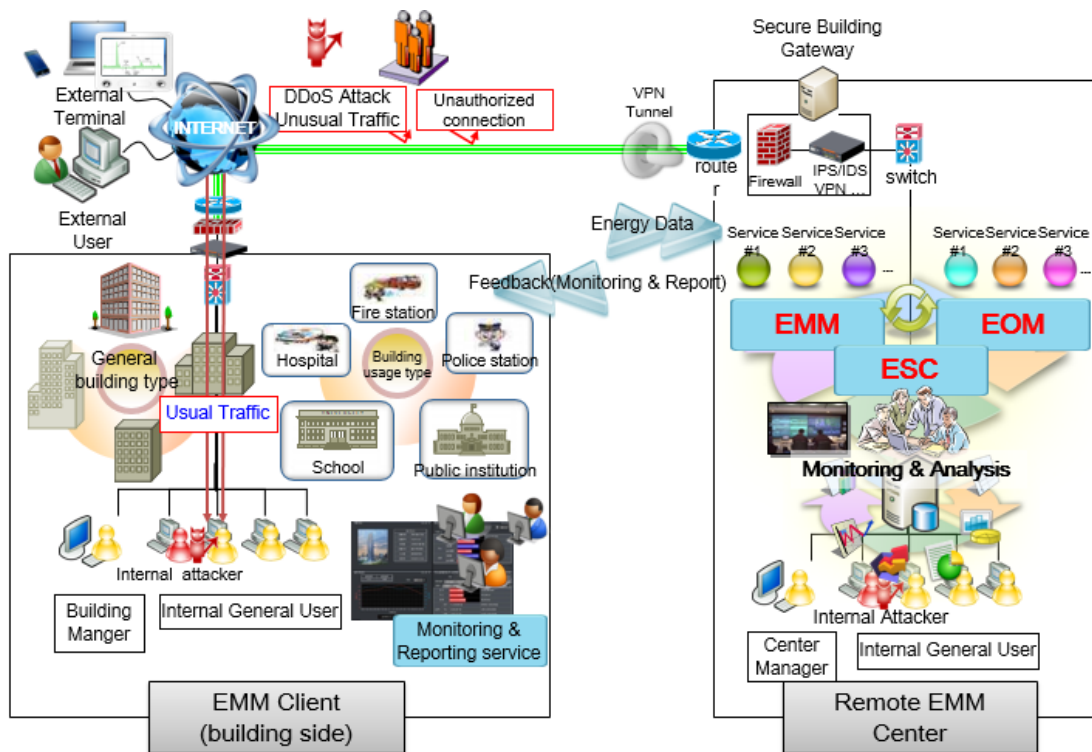 Secure Building
Gateway
External
Terminal
INTERNET
DDoS Attack
Unusual Traffic
Unauthorized
connection
VPN
Tunnel
route
r
Firewall
IPS/IDS
VPN ...
switch
External
User
Energy Data
Feedback(Monitoring & Report)
Service
#1
Service
#2
Service
#3
...
Service
#1
Service
#2
Service
#3
...
EMM
EOM
ESC
Monitoring & Analysis
General
building type
Usual Traffic
Fire station
Hospital
Building
usage type
Police station
School
Public institution
Internal attacker
Building
Manger
Internal General User
Monitoring &
Reporting service
EMM Client
(building side)
Internal Attacker
Center
Manager
Internal General User
Remote EMM
Center